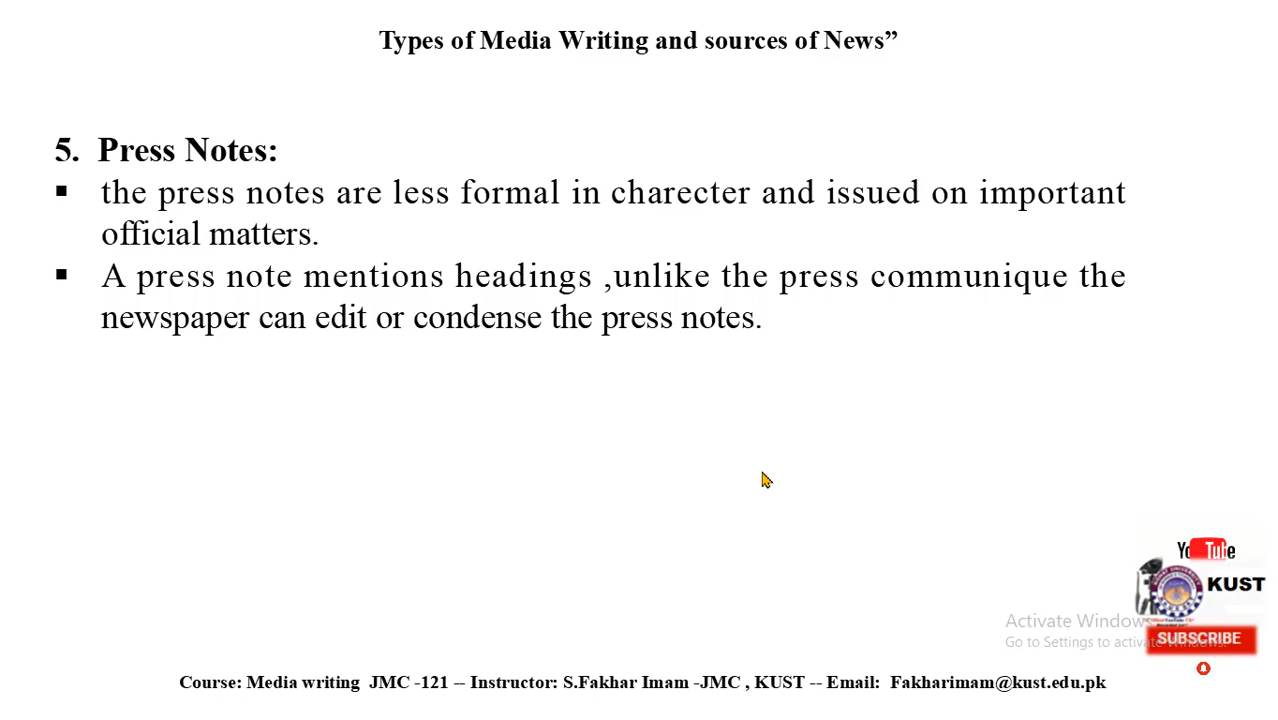 Types of Media Writing and sources of News”
5. Press Notes:
▪ the press notes are less formal in charecter and issued on important
official matters.
▪ A press note mentions headings ,unlike the press communique the
newspaper can edit or condense the press notes.
YouTube
KUST
Activate Windows
SUBSCRIBE
Go to Settings to activate Windows.
Course: Media writing JMC -121 -- Instructor: S.Fakhar Imam -JMC , KUST -- Email: Fakharimam@kust.edu.pk